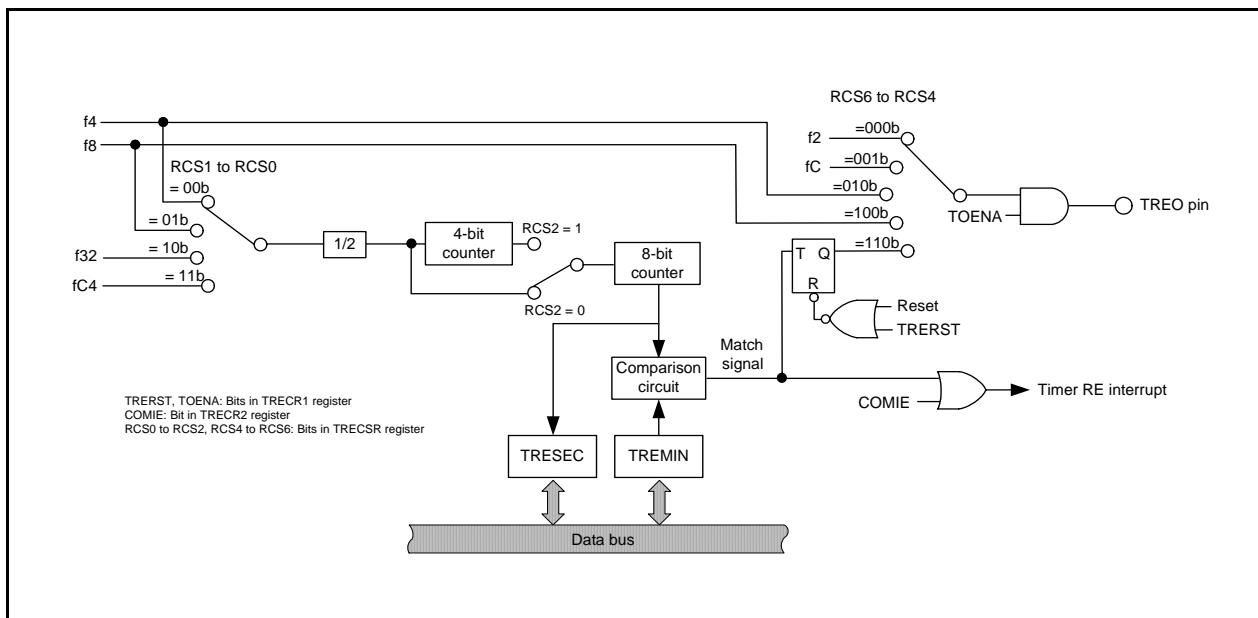 RCS6 to RCS4
f4
f2
=000b
f8
fC
=001b
RCS1 to RCS0
=010b
= 00b
=100b
TOENA
TREO pin
= 01b
=110b
f32
= 10b
fC4
= 11b
1/2
4-bit
counter
RCS2 = 1
8-bit
counter
RCS2 = 0
T Q
R
Reset
TRERST
Match
signal
Comparison
circuit
COMIE
Timer RE interrupt
TRERST, TOENA: Bits in TRECR1 register
COMIE: Bit in TRECR2 register
RCS0 to RCS2, RCS4 to RCS6: Bits in TRECSR register
TRESEC
TREMIN
Data bus